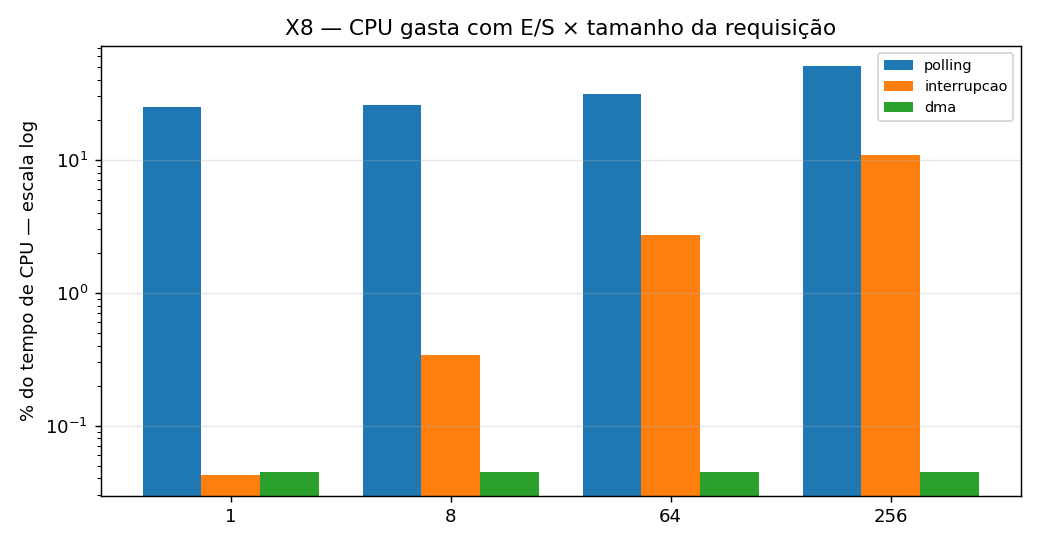 X8 — CPU gasta com E/S × tamanho da requisição
% do tempo de CPU — escala log
10¹
10⁰
10⁻¹
polling
interrupcao
dma
1
8
64
256